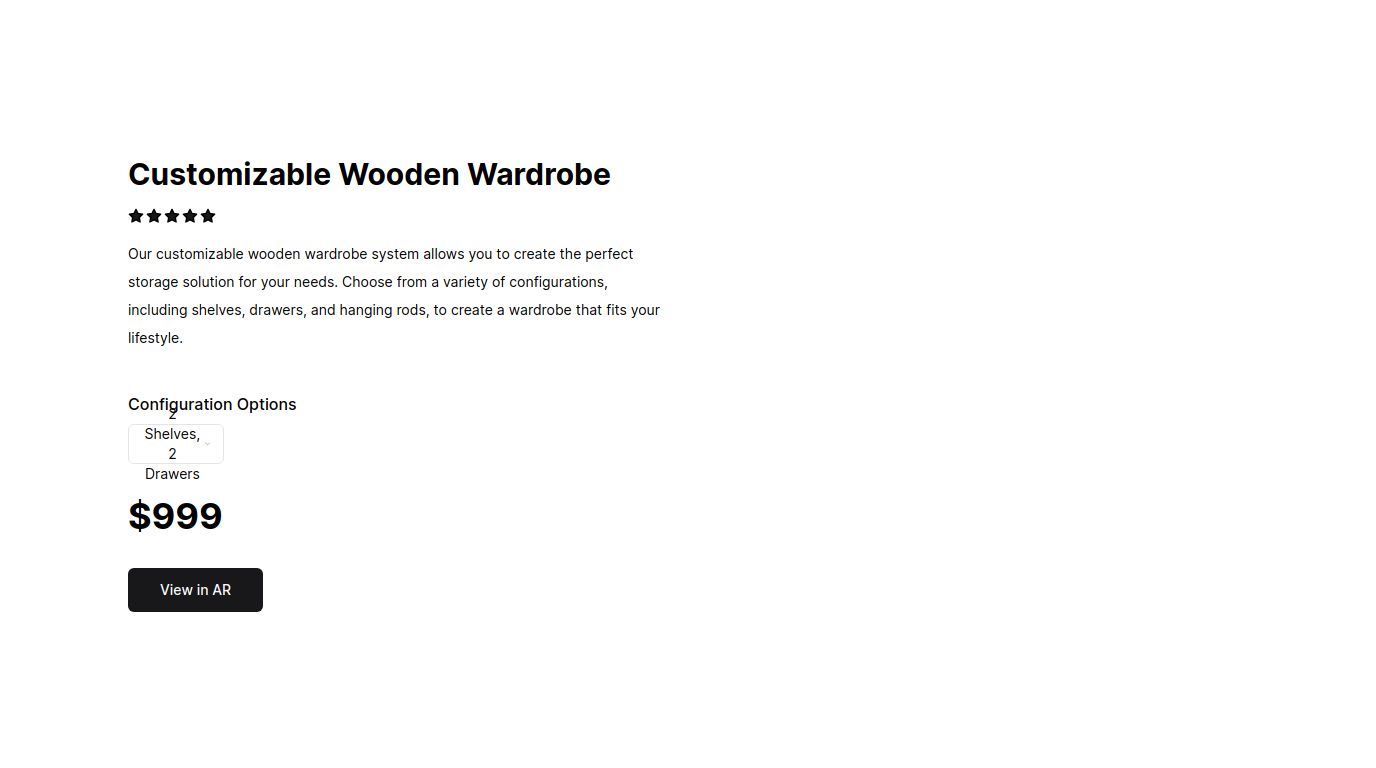 Customizable Wooden Wardrobe
Our customizable wooden wardrobe system allows you to create the perfect
storage solution for your needs. Choose from a variety of configurations,
including shelves, drawers, and hanging rods, to create a wardrobe that fits your
lifestyle.
Configuration Options
2
Shelves,
2
Drawers
$999
View in AR